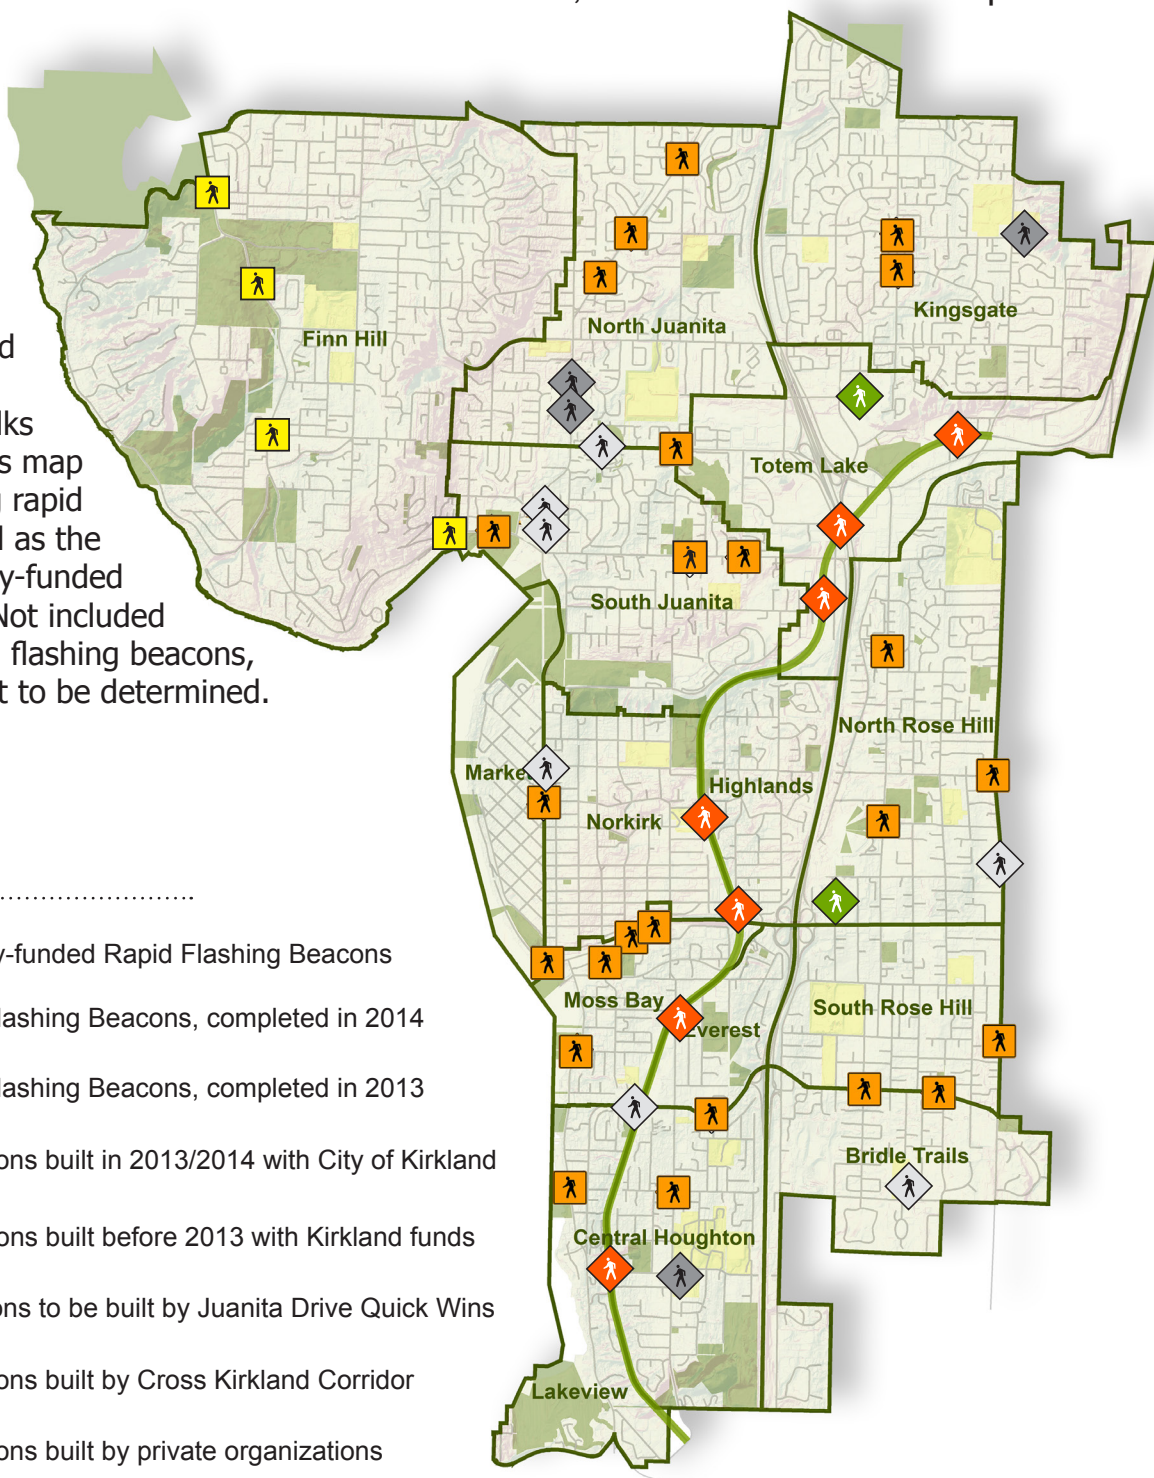 d
lks
s map
g rapid
l as the
y-funded
Not included
flashing beacons,
t to be determined.
Finn Hill
North Juanita
Kingsgate
Totem Lake
South Juanita
North Rose Hill
Market
Highlands
Norkirk
Moss Bay
Everest
South Rose Hill
Bridle Trails
Central Houghton
Lakeview
y-funded Rapid Flashing Beacons
lashing Beacons, completed in 2014
lashing Beacons, completed in 2013
ons built in 2013/2014 with City of Kirkland
ons built before 2013 with Kirkland funds
ons to be built by Juanita Drive Quick Wins
ons built by Cross Kirkland Corridor
ons built by private organizations